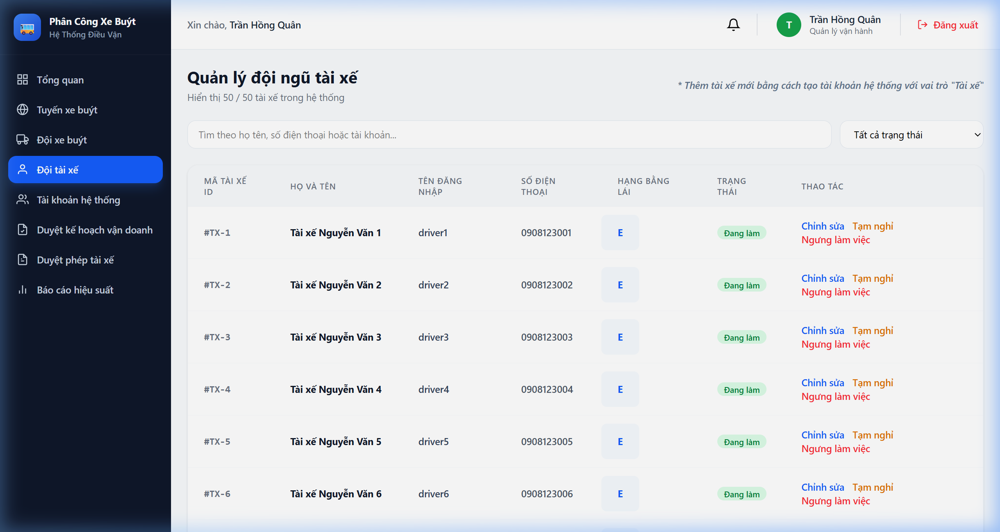 Phân Công Xe Buýt
Hệ Thống Điều Vận
Tổng quan
Tuyến xe buýt
Đội xe buýt
Đội tài xế
Tài khoản hệ thống
Duyệt kế hoạch vận doanh
Duyệt phép tài xế
Báo cáo hiệu suất
Xin chào, Trần Hồng Quân
T
Trần Hồng Quân
Quản lý vận hành
Đăng xuất
Quản lý đội ngũ tài xế
Hiển thị 50 / 50 tài xế trong hệ thống
* Thêm tài xế mới bằng cách tạo tài khoản hệ thống với vai trò "Tài xế"
Tìm theo họ tên, số điện thoại hoặc tài khoản...
Tất cả trạng thái
MÃ TÀI XẾ ID
HỌ VÀ TÊN
TÊN ĐĂNG NHẬP
SỐ ĐIỆN THOẠI
HẠNG BẰNG LÁI
TRẠNG THÁI
THAO TÁC
#TX-1 Tài xế Nguyễn Văn 1 driver1 0908123001 E Đang làm Chỉnh sửa Tạm nghỉ
Ngưng làm việc
#TX-2 Tài xế Nguyễn Văn 2 driver2 0908123002 E Đang làm Chỉnh sửa Tạm nghỉ
Ngưng làm việc
#TX-3 Tài xế Nguyễn Văn 3 driver3 0908123003 E Đang làm Chỉnh sửa Tạm nghỉ
Ngưng làm việc
#TX-4 Tài xế Nguyễn Văn 4 driver4 0908123004 E Đang làm Chỉnh sửa Tạm nghỉ
Ngưng làm việc
#TX-5 Tài xế Nguyễn Văn 5 driver5 0908123005 E Đang làm Chỉnh sửa Tạm nghỉ
Ngưng làm việc
#TX-6 Tài xế Nguyễn Văn 6 driver6 0908123006 E Đang làm Chỉnh sửa Tạm nghỉ
Ngưng làm việc